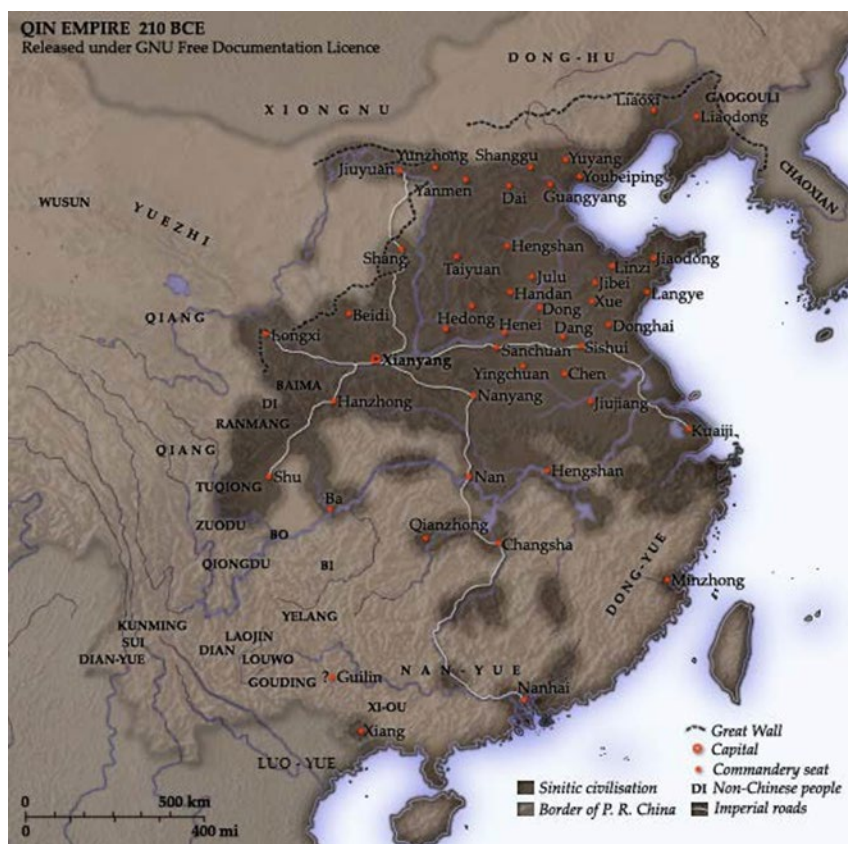 QIN EMPIRE 210 BCE
Released under GNU Free Documentation Licence
DONG-HU
XIONGNU
Liaoxi
GAOGOULI
Liaodong
CHAOXIAN
Yunzhong
Shanggu
Yuyang
Jiuyuan
Youbeiping
Yanmen
Dai
Guangyang
WUSUN
YUEZHI
Shang
Hengshan
Taiyuan
Linzi
Jiaodong
Julu
Jibei
Handan
Xue
Langye
QIANG
Beidi
Hedong
Dong
Longxi
Henei
Dang
Donghai
Xianyang
Sanchuan
Sishui
BAIMA
Yingchuan
Chen
DI
Hanzhong
Nanyang
Jiujiang
RANMANG
Kuaiji
QIANG
Shu
Nan
Hengshan
TUQIONG
Ba
ZUODU
BO
Qianzhong
Changsha
QIONGDU
BI
DONG-YUE
Minzhong
YELANG
KUNMING
LAOJIN
SUI
DIAN
DIAN-YUE
LOUWO
NAN-YUE
GOUDING
? Guilin
XI-OU
Nanhai
Xiang
LUO-YUE
Great Wall
Capital
Commandery seat
Sinitic civilisation
DI Non-Chinese people
Border of P. R. China
Imperial roads
0 500 km
0 400 mi